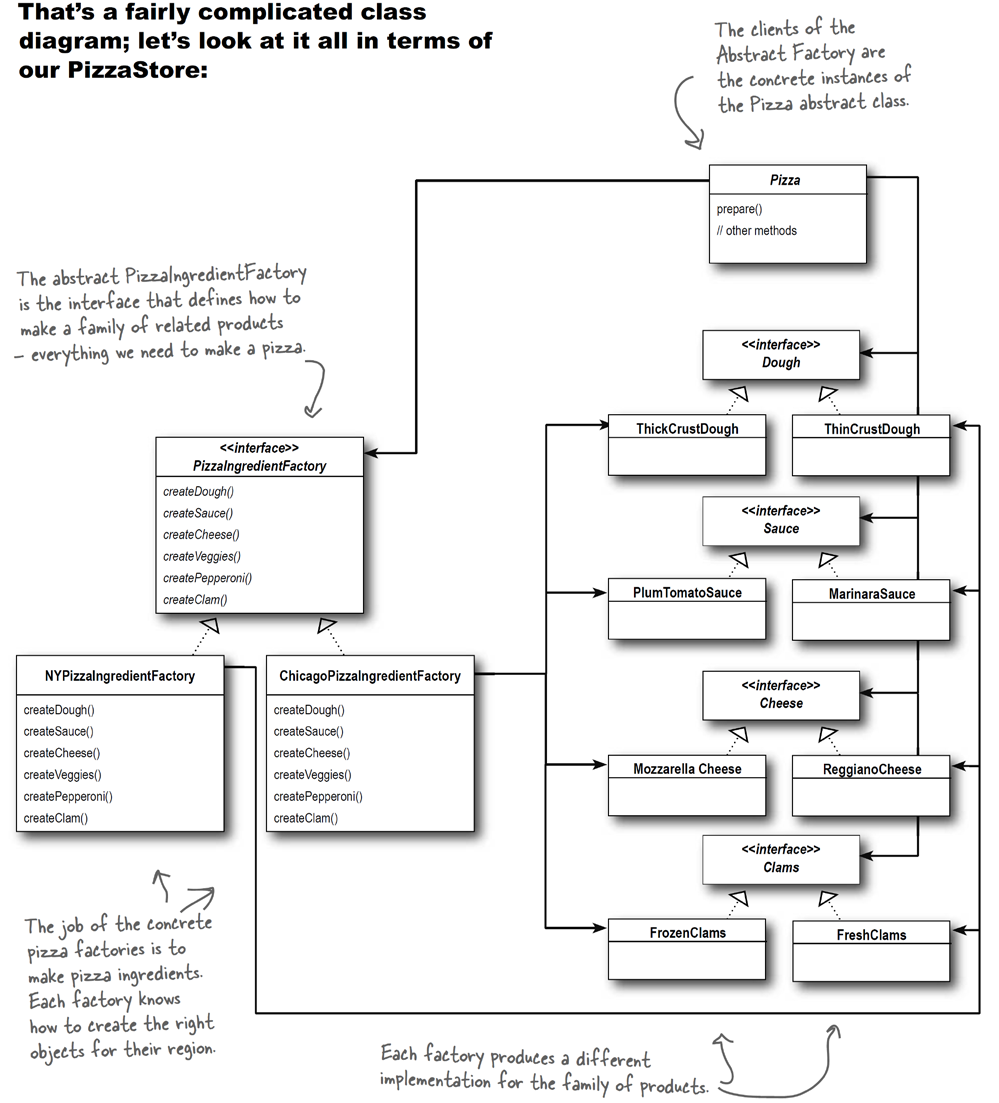 That's a fairly complicated class
diagram; let's look at it all in terms of
our PizzaStore:
The clients of the
Abstract Factory are
the concrete instances of
the Pizza abstract class.
Pizza
prepare()
// other methods
The abstract PizzaIngredientFactory
is the interface that defines how to
make a family of related products
– everything we need to make a pizza.
<<interface>>
PizzaIngredientFactory
createDough()
createSauce()
createCheese()
createVeggies()
createPepperoni()
createClam()
NYPizzaIngredientFactory
createDough()
createSauce()
createCheese()
createVeggies()
createPepperoni()
createClam()
ChicagoPizzaIngredientFactory
createDough()
createSauce()
createCheese()
createVeggies()
createPepperoni()
createClam()
<<interface>>
Dough
ThickCrustDough
ThinCrustDough
<<interface>>
Sauce
PlumTomatoSauce
MarinaraSauce
<<interface>>
Cheese
Mozzarella Cheese
ReggianoCheese
<<interface>>
Clams
FrozenClams
FreshClams
The job of the concrete
pizza factories is to
make pizza ingredients.
Each factory knows
how to create the right
objects for their region.
Each factory produces a different
implementation for the family of products.